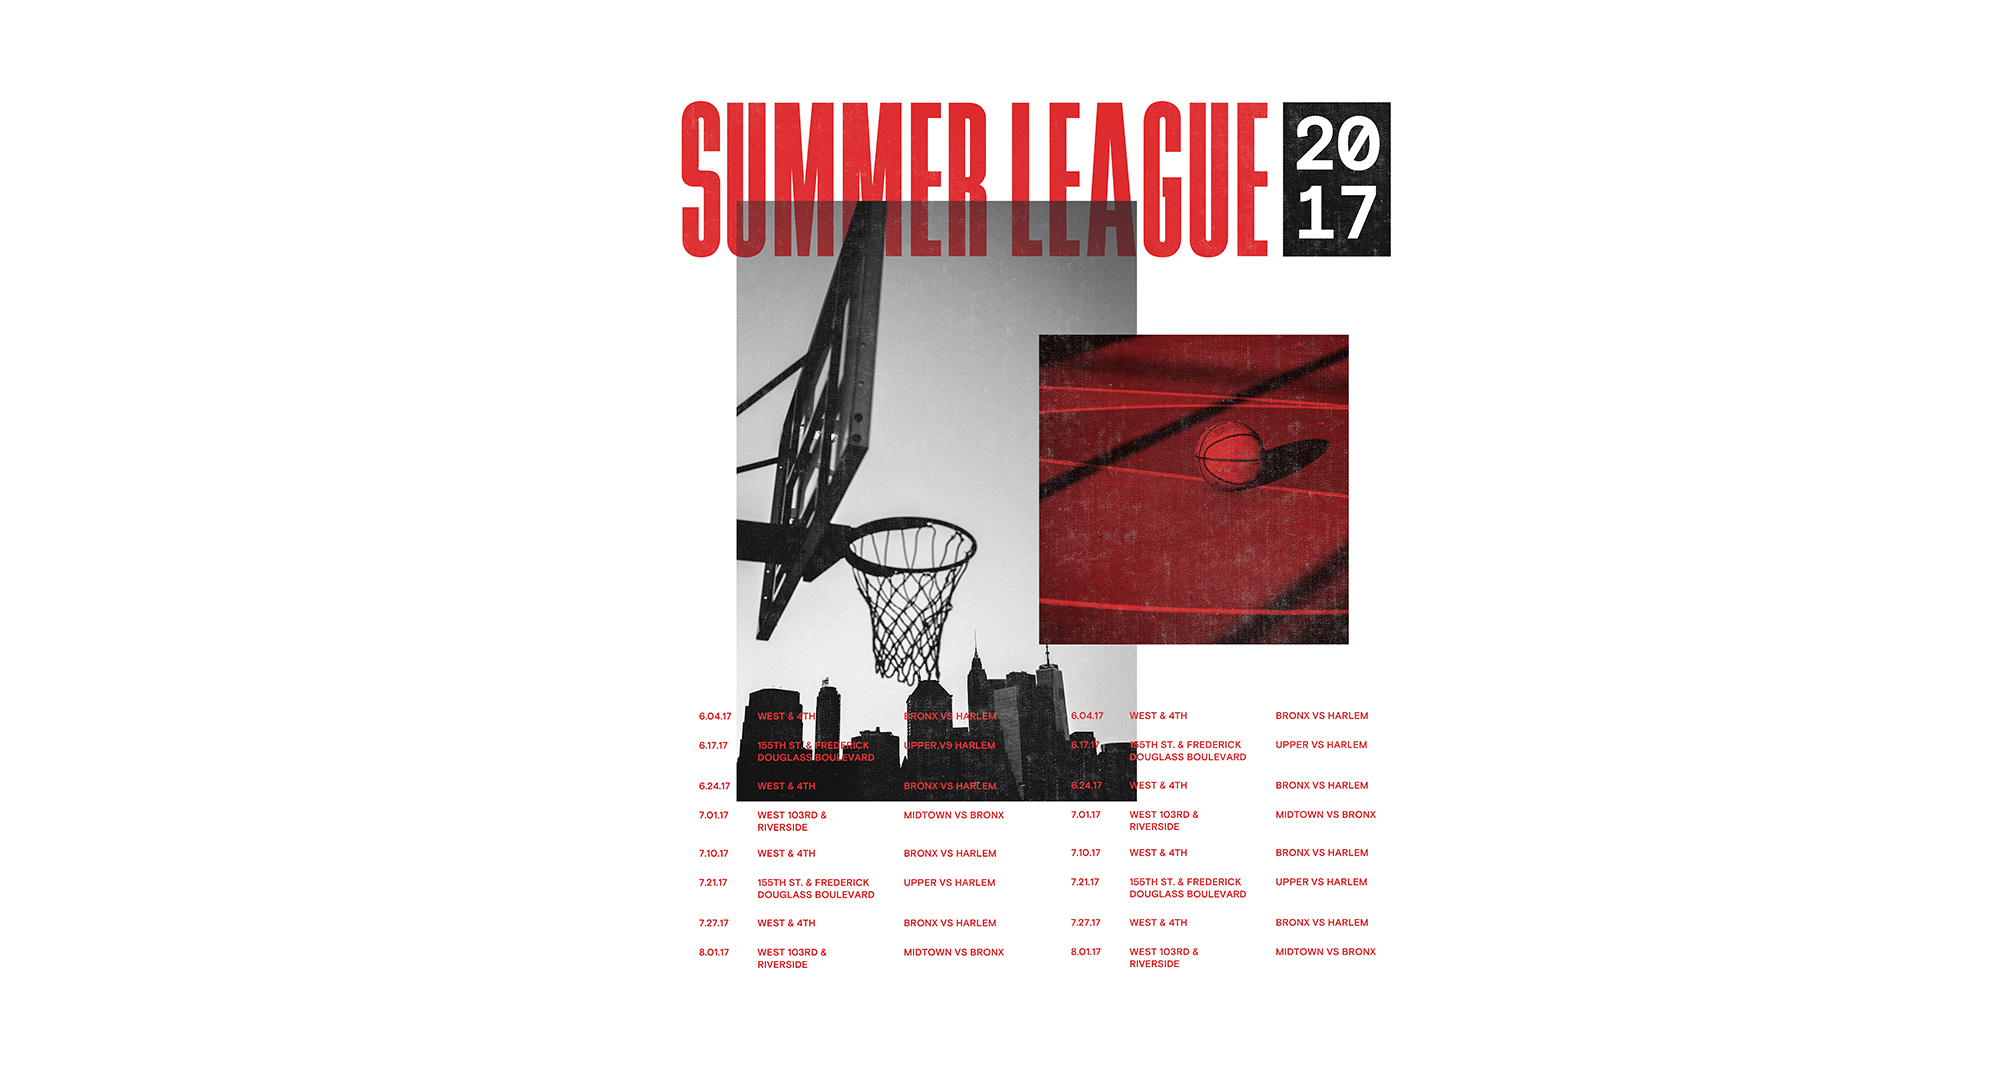 SUMMER LEAGUE
20
17
6.04.17 WEST & 4TH BRONX VS HARLEM
6.17.17 155TH ST. & FREDERICK UPPER VS HARLEM
DOUGLASS BOULEVARD
6.24.17 WEST & 4TH BRONX VS HARLEM
7.01.17 WEST 103RD & MIDTOWN VS BRONX
RIVERSIDE
7.10.17 WEST & 4TH BRONX VS HARLEM
7.21.17 155TH ST. & FREDERICK UPPER VS HARLEM
DOUGLASS BOULEVARD
7.27.17 WEST & 4TH BRONX VS HARLEM
8.01.17 WEST 103RD & MIDTOWN VS BRONX
RIVERSIDE
6.04.17 WEST & 4TH BRONX VS HARLEM
6.17.17 155TH ST. & FREDERICK UPPER VS HARLEM
DOUGLASS BOULEVARD
6.24.17 WEST & 4TH BRONX VS HARLEM
7.01.17 WEST 103RD & MIDTOWN VS BRONX
RIVERSIDE
7.10.17 WEST & 4TH BRONX VS HARLEM
7.21.17 155TH ST. & FREDERICK UPPER VS HARLEM
DOUGLASS BOULEVARD
7.27.17 WEST & 4TH BRONX VS HARLEM
8.01.17 WEST 103RD & MIDTOWN VS BRONX
RIVERSIDE